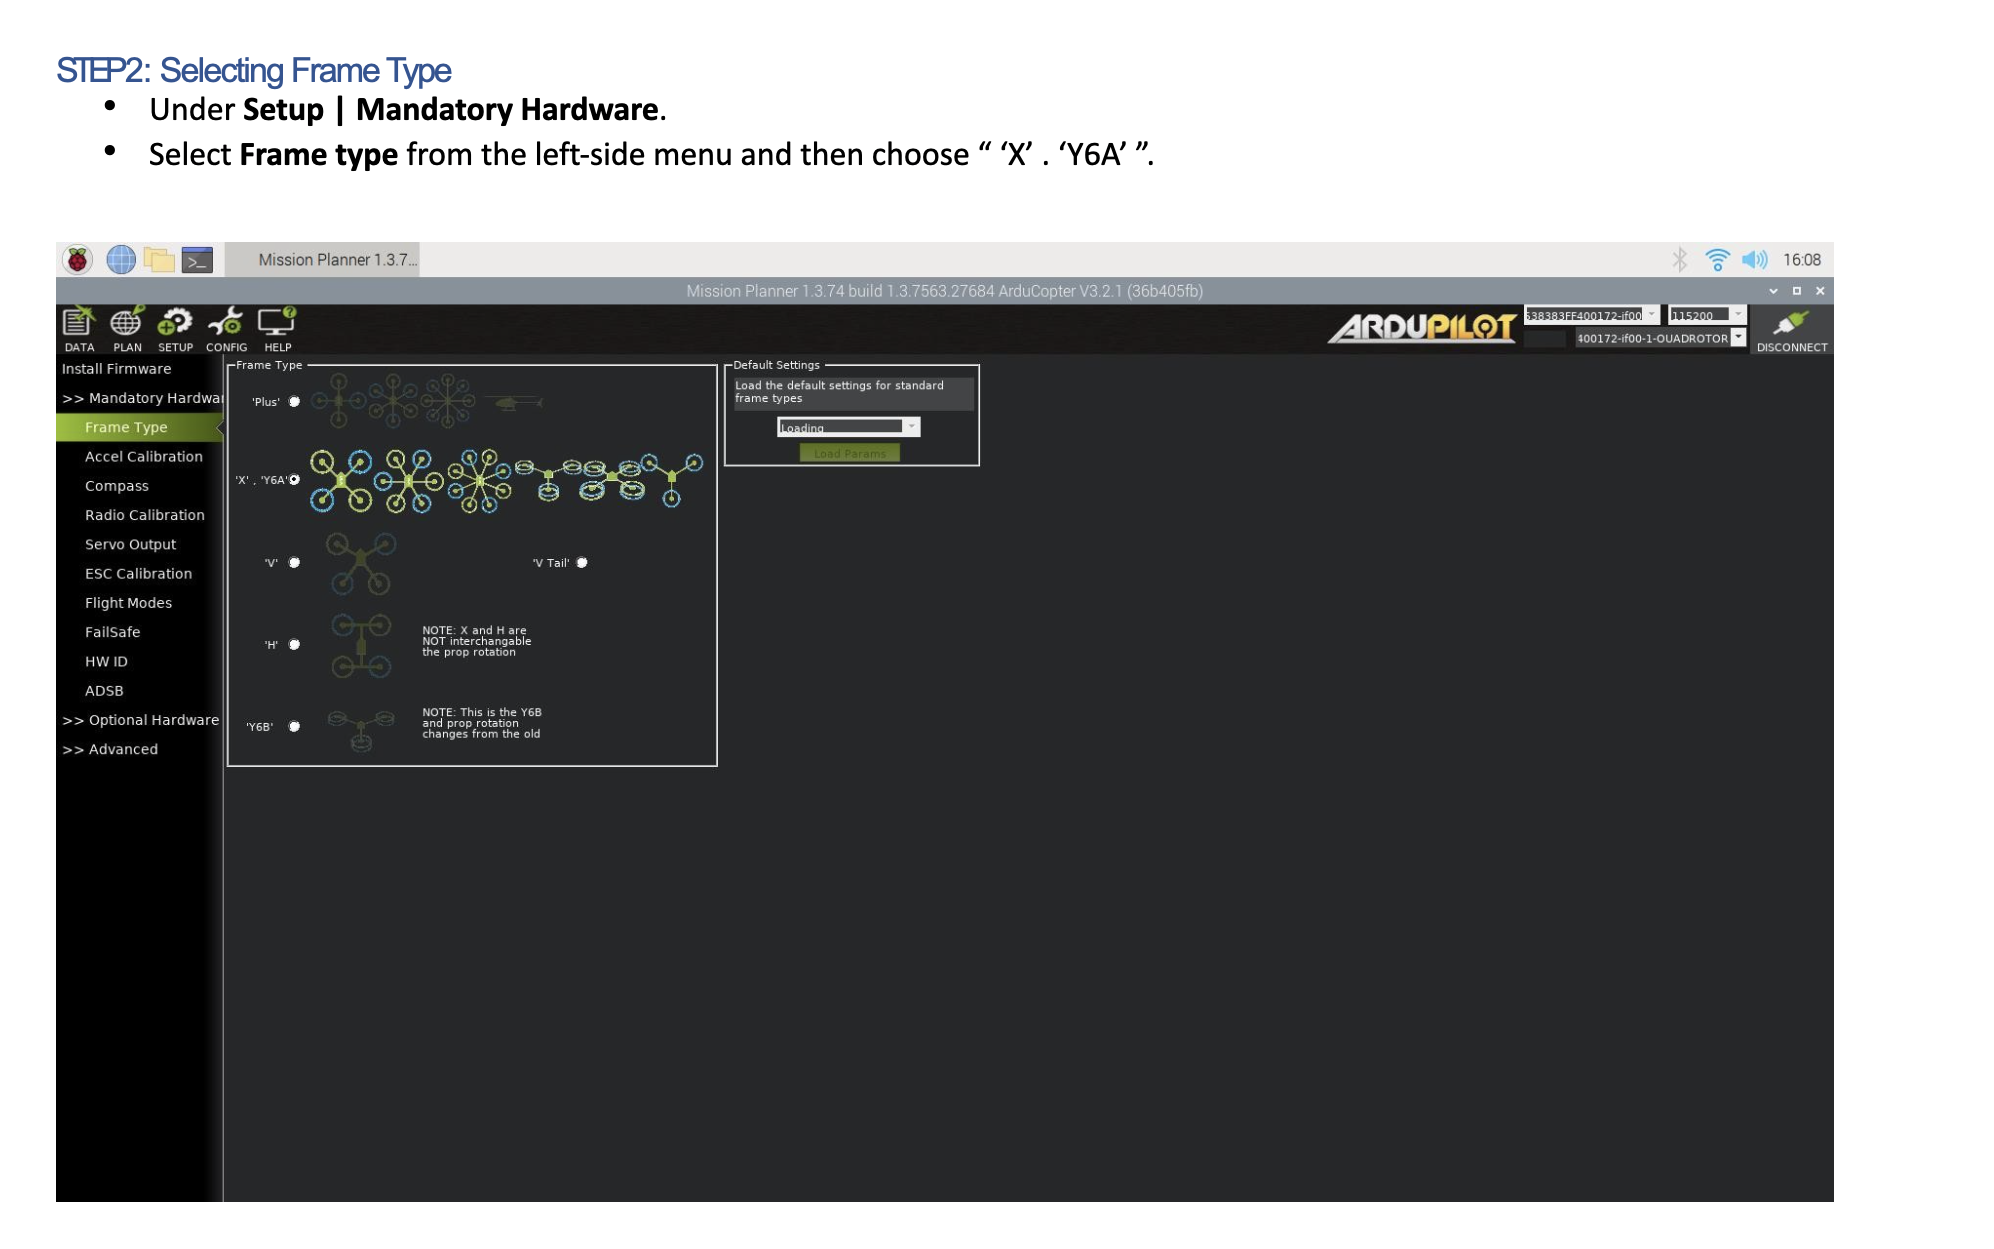 STEP2: Selecting Frame Type
• Under Setup | Mandatory Hardware.
• Select Frame type from the left-side menu and then choose “ ‘X’ . ‘Y6A’ ”.
Mission Planner 1.3.7...
16:08
Mission Planner 1.3.74 build 1.3.7563.27684 ArduCopter V3.2.1 (36b405fb)
DATA PLAN SETUP CONFIG HELP
ARDUPILOT
538383FF400172-if00 115200
400172-if00-1-QUADROTOR
DISCONNECT
Install Firmware
>> Mandatory Hardwar
Frame Type
Accel Calibration
Compass
Radio Calibration
Servo Output
ESC Calibration
Flight Modes
FailSafe
HW ID
ADSB
>> Optional Hardware
>> Advanced
Frame Type
'Plus'
'X' . 'Y6A'
'V'
'V Tail'
'H'
NOTE: X and H are
NOT interchangable
the prop rotation
'Y6B'
NOTE: This is the Y6B
and prop rotation
changes from the old
Default Settings
Load the default settings for standard
frame types
Loading
Load Params